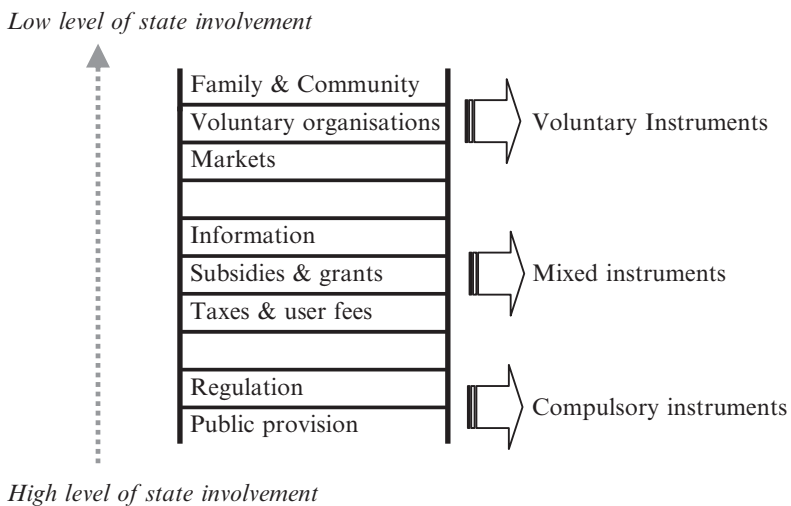 Low level of state involvement
Family & Community
Voluntary organisations
Markets
Voluntary Instruments
Information
Subsidies & grants
Taxes & user fees
Mixed instruments
Regulation
Public provision
Compulsory instruments
High level of state involvement